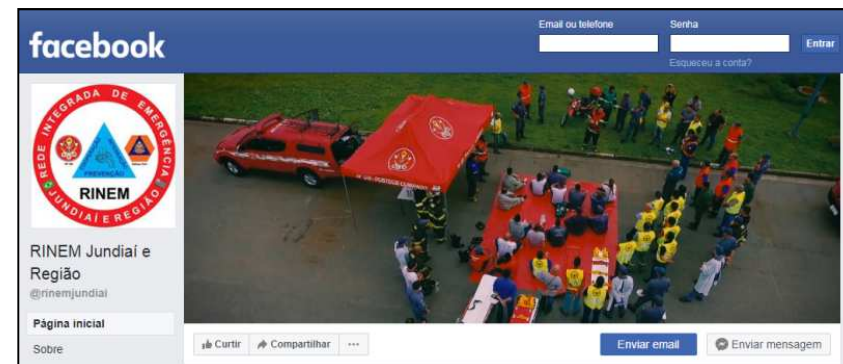 Email ou telefone
Senha
facebook
Entrar
Esqueceu a conta?
REDE INTEGRADA DE EMERGÊNCIA
PREVENÇÃO
RINEM
JUNDIAÍ E REGIÃO
RINEM Jundiaí e
Região
@rinemjundiai
Página inicial
Sobre
Curtir
Compartilhar
...
Enviar email
Enviar mensagem